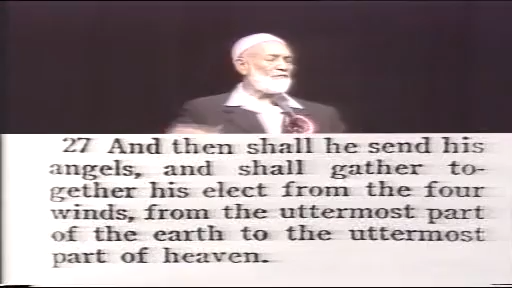 27 And then shall he send his
angels, and shall gather to-
gether his elect from the four
winds, from the uttermost part
of the earth to the uttermost
part of heaven.